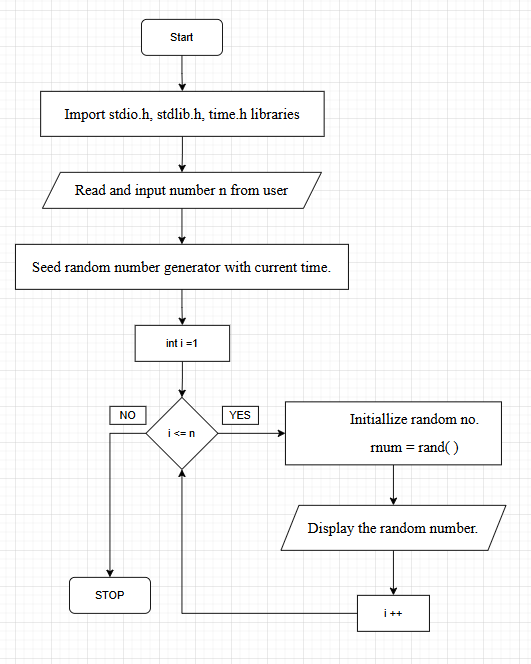 Start
Import stdio.h, stdlib.h, time.h libraries
Read and input number n from user
Seed random number generator with current time.
int i =1
NO
YES
i <= n
Initiallize random no.
rnum = rand( )
Display the random number.
STOP
i ++